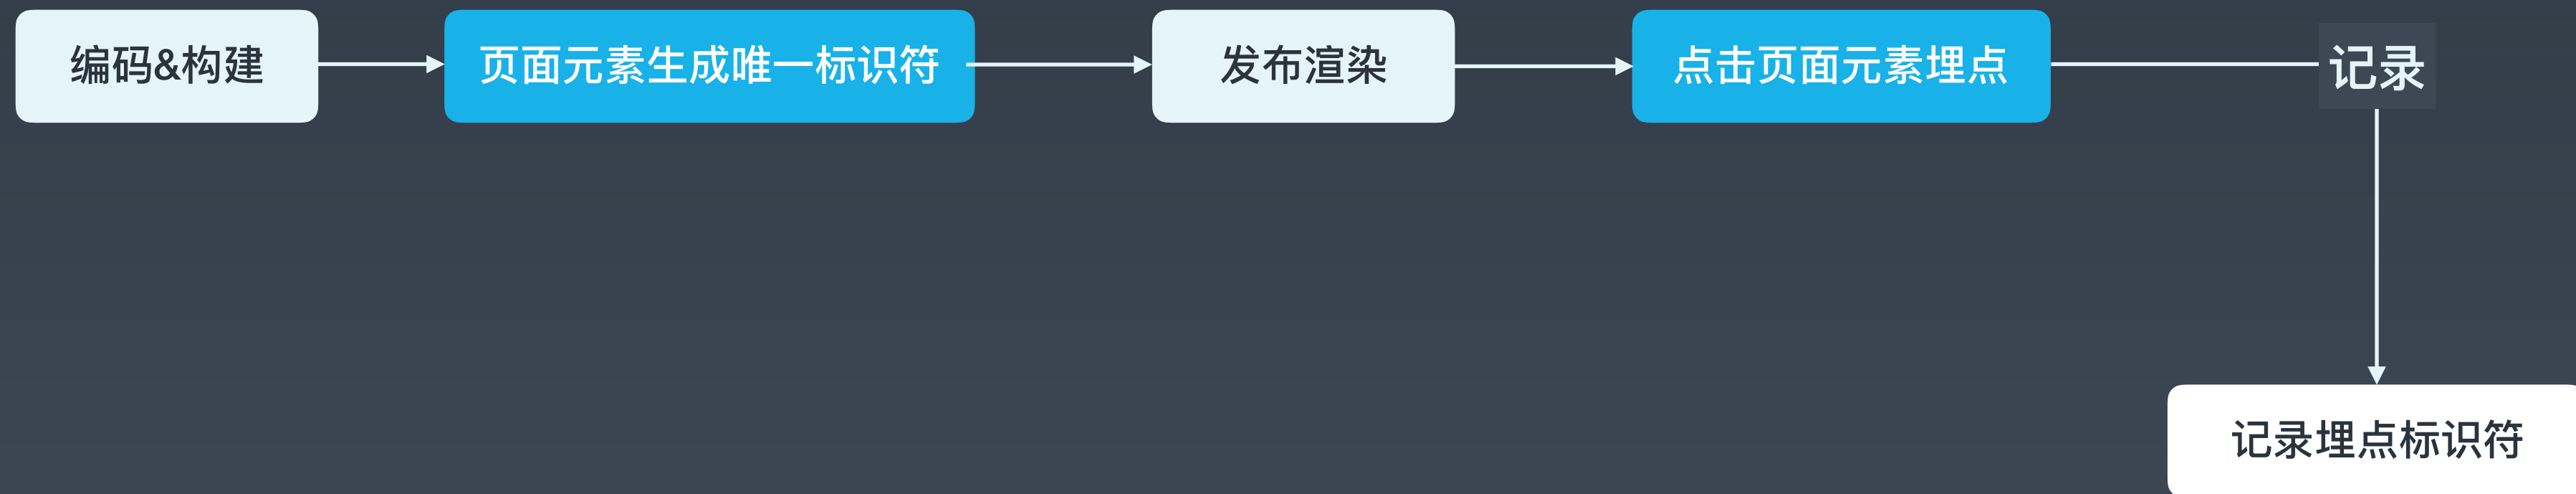 编码&构建
页面元素生成唯一标识符
发布渲染
点击页面元素埋点
记录
记录埋点标识符